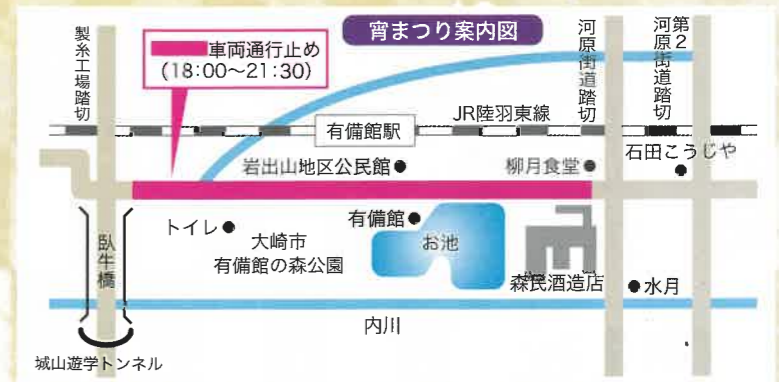 宵まつり案内図
車両通行止め
(18:00〜21:30)
製糸工場踏切
河原街道踏切
第2
河原街道踏切
JR陸羽東線
有備館駅
岩出山地区公民館
柳月食堂
石田こうじや
トイレ
大崎市
有備館の森公園
有備館
お池
森民酒造店
水月
臥牛橋
内川
城山遊学トンネル